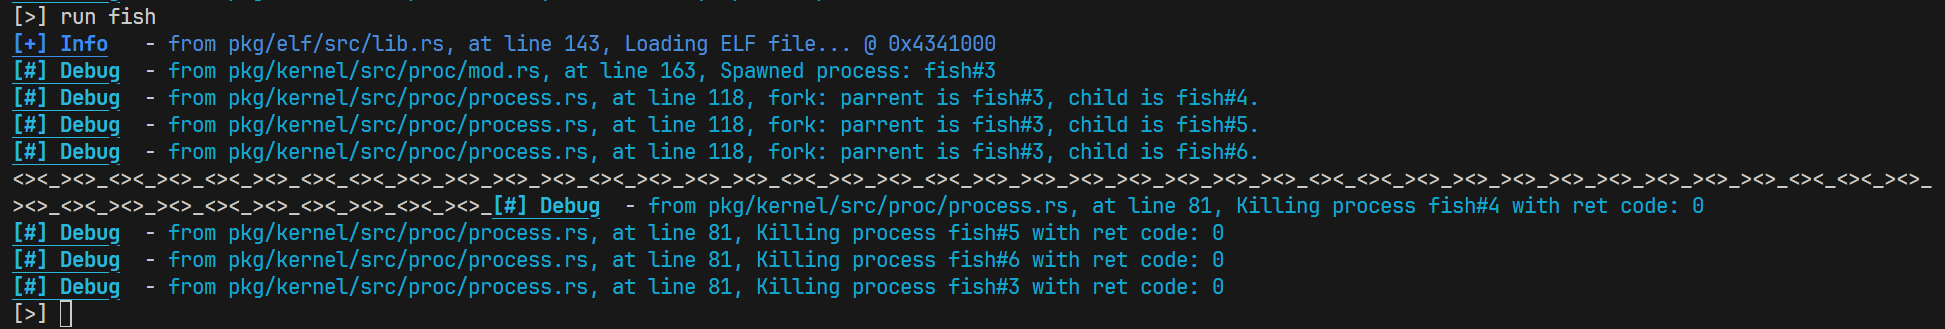 [>] run fish
[+] Info   - from pkg/elf/src/lib.rs, at line 143, Loading ELF file... @ 0x4341000
[#] Debug  - from pkg/kernel/src/proc/mod.rs, at line 163, Spawned process: fish#3
[#] Debug  - from pkg/kernel/src/proc/process.rs, at line 118, fork: parrent is fish#3, child is fish#4.
[#] Debug  - from pkg/kernel/src/proc/process.rs, at line 118, fork: parrent is fish#3, child is fish#5.
[#] Debug  - from pkg/kernel/src/proc/process.rs, at line 118, fork: parrent is fish#3, child is fish#6.
<><_><>_<><_><>_<><_><>_<><_<><_><>_><>_><>_><>_<><_><>_><>_><>_<><_><>_><>_<><_><>_><>_><>_><>_><>_><>_><>_<><_<><_><>_><>_><>_><>_><>_><>_><>_><>_<><_<><_><>_
><>_<><_><>_><>_><>_<><_<><_><>_<><_><>_[#] Debug  - from pkg/kernel/src/proc/process.rs, at line 81, Killing process fish#4 with ret code: 0
[#] Debug  - from pkg/kernel/src/proc/process.rs, at line 81, Killing process fish#5 with ret code: 0
[#] Debug  - from pkg/kernel/src/proc/process.rs, at line 81, Killing process fish#6 with ret code: 0
[#] Debug  - from pkg/kernel/src/proc/process.rs, at line 81, Killing process fish#3 with ret code: 0
[>]